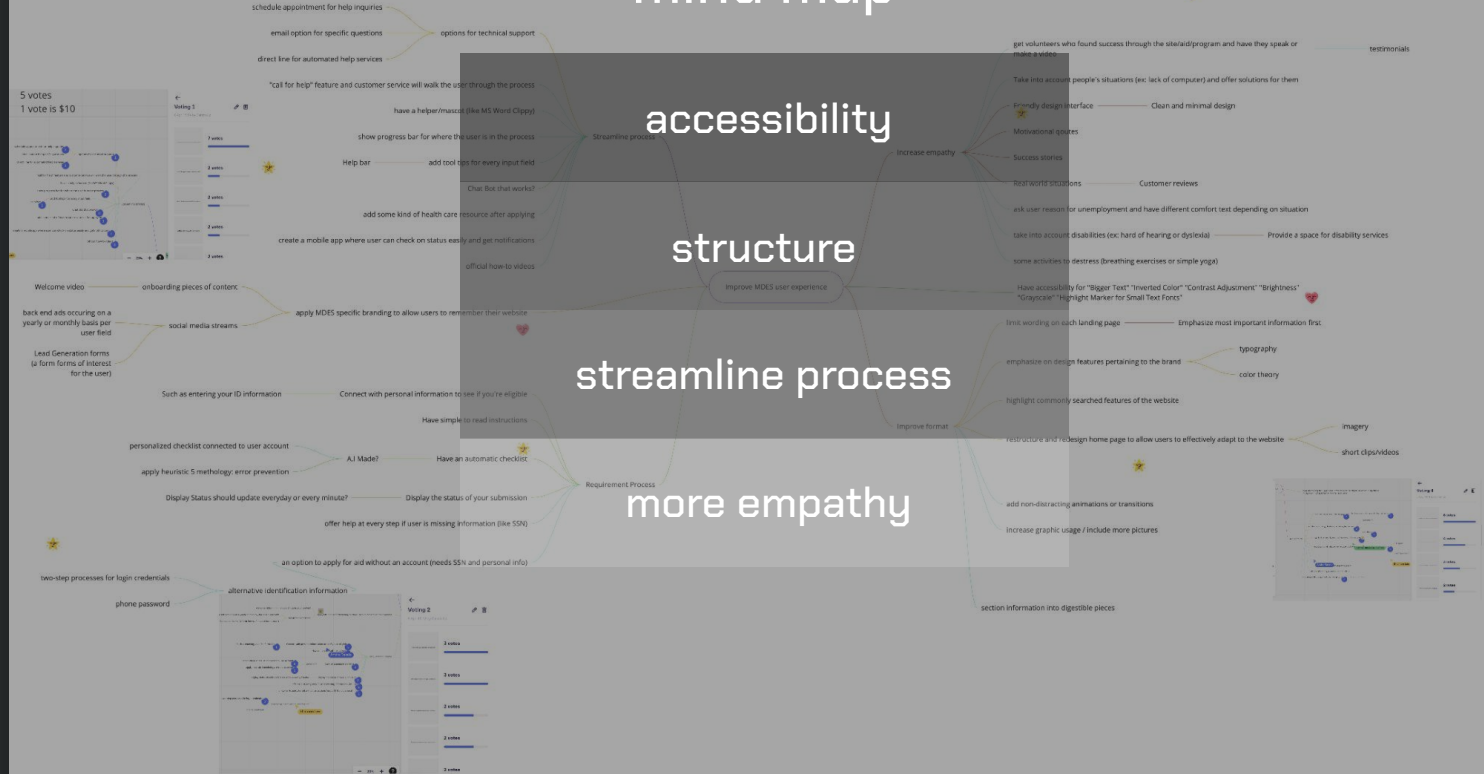 mind map
accessibility
structure
streamline process
more empathy
schedule appointment for help inquiries
email option for specific questions
options for technical support
direct line for automated help services
"call for help" feature and customer service will walk the user through the process
have a helper/mascot (like MS Word Clippy)
show progress bar for where the user is in the process
Streamline process
Help bar
add tool tips for every input field
Chat Bot that works?
add some kind of health care resource after applying
create a mobile app where user can check on status easily and get notifications
official how-to videos
5 votes
1 vote is $10
Voting 1
7 votes
3 votes
2 votes
2 votes
Welcome video
onboarding pieces of content
back end ads occuring on a
yearly or monthly basis per
user field
social media streams
apply MDES specific branding to allow users to remember their website
Lead Generation forms
(a form forms of interest
for the user)
Improve MDES user experience
Such as entering your ID information
Connect with personal information to see if you're eligible
Have simple to read instructions
personalized checklist connected to user account
A.I Made?
Have an automatic checklist
apply heuristic 5 methology: error prevention
Display Status should update everyday or every minute?
Display the status of your submission
Requirement Process
offer help at every step if user is missing information (like SSN)
an option to apply for aid without an account (needs SSN and personal info)
two-step processes for login credentials
alternative identification information
phone password
Voting 2
3 votes
3 votes
2 votes
2 votes
get volunteers who found success through the site/aid/program and have they speak or
make a video
testimonials
Take into account people's situations (ex: lack of computer) and offer solutions for them
Friendly design interface
Clean and minimal design
Motivational qoutes
Increase empathy
Success stories
Real world situations
Customer reviews
ask user reason for unemployment and have different comfort text depending on situation
take into account disabilities (ex: hard of hearing or dyslexia)
Provide a space for disability services
some activities to destress (breathing exercises or simple yoga)
Have accessibility for "Bigger Text" "Inverted Color" "Contrast Adjustment" "Brightness"
"Grayscale" "Highlight Marker for Small Text Fonts"
limit wording on each landing page
Emphasize most important information first
emphasize on design features pertaining to the brand
typography
color theory
highlight commonly searched features of the website
Improve format
restructure and redesign home page to allow users to effectively adapt to the website
imagery
short clips/videos
add non-distracting animations or transitions
increase graphic usage / include more pictures
section information into digestible pieces